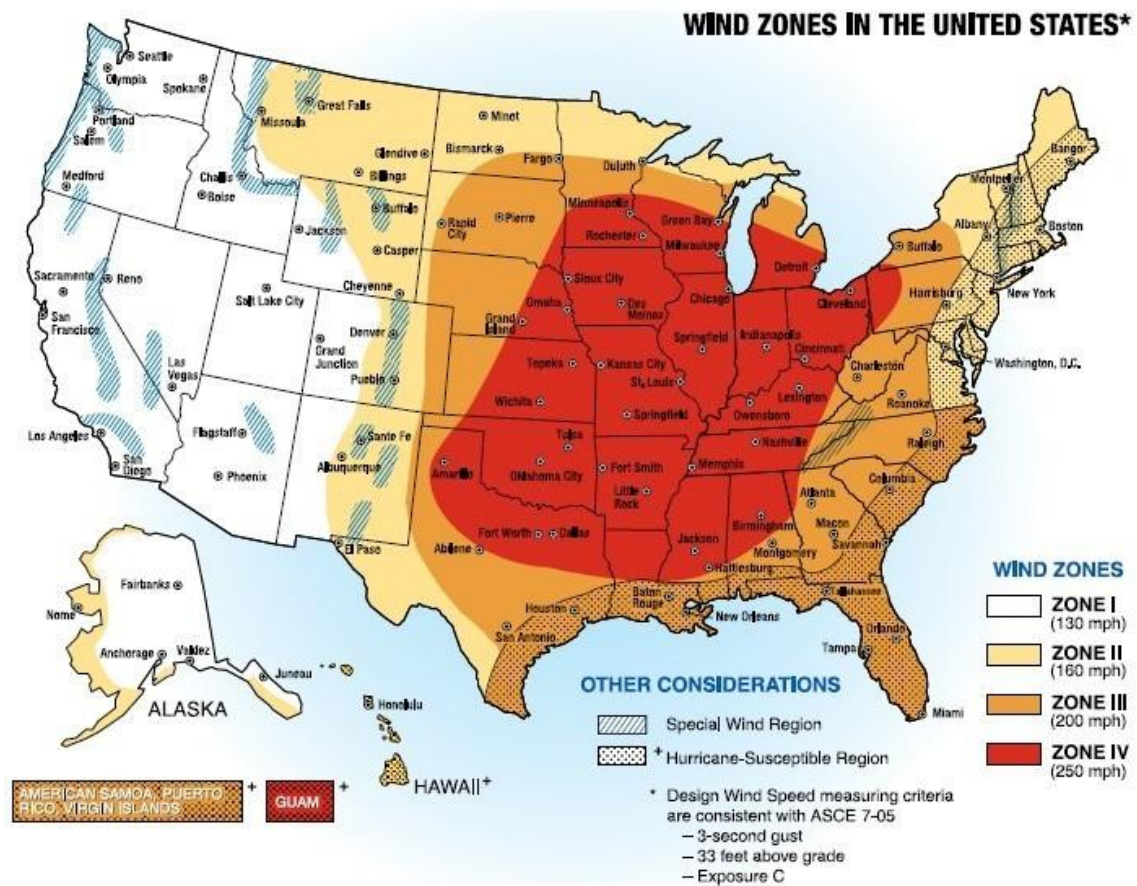 WIND ZONES IN THE UNITED STATES*
Seattle
Olympia
Spokane
Portland
Salem
Medford
Missoula
Great Falls
Glendive
Billings
Challis
Boise
Jackson
Buffalo
Casper
Cheyenne
Minot
Bismarck
Fargo
Duluth
Rapid
City
Pierre
Minneapolis
Rochester
Green Bay
Milwaukee
Sacramento
Reno
San
Francisco
Salt Lake City
Las
Vegas
Los Angeles
San
Diego
Flagstaff
Phoenix
Grand
Junction
Denver
Pueblo
Sante Fe
Albuquerque
El Paso
Sioux City
Omaha
Grand
Island
Des
Moines
Chicago
Detroit
Cleveland
Springfield
Indianapolis
Cincinnati
Topeka
Kansas City
St. Louis
Wichita
Springfield
Owensboro
Lexington
Charleston
Roanoke
Tulsa
Amarillo
Oklahoma City
Fort Smith
Memphis
Nashville
Raleigh
Little
Rock
Columbia
Atlanta
Fort Worth
Dallas
Abilene
Jackson
Birmingham
Macon
Montgomery
Savannah
Hattiesburg
Baton
Rouge
New Orleans
Tallahassee
Houston
San Antonio
Orlando
Tampa
Miami
Bangor
Montpelier
Albany
Boston
Buffalo
Harrisburg
New York
Washington, D.C.
Fairbanks
Nome
Anchorage
Valdez
Juneau
ALASKA
Honolulu
HAWAII+
AMERICAN SAMOA, PUERTO
RICO, VIRGIN ISLANDS
+
GUAM
+
OTHER CONSIDERATIONS
Special Wind Region
+ Hurricane-Susceptible Region
* Design Wind Speed measuring criteria
are consistent with ASCE 7-05
– 3-second gust
– 33 feet above grade
– Exposure C
WIND ZONES
ZONE I
(130 mph)
ZONE II
(160 mph)
ZONE III
(200 mph)
ZONE IV
(250 mph)